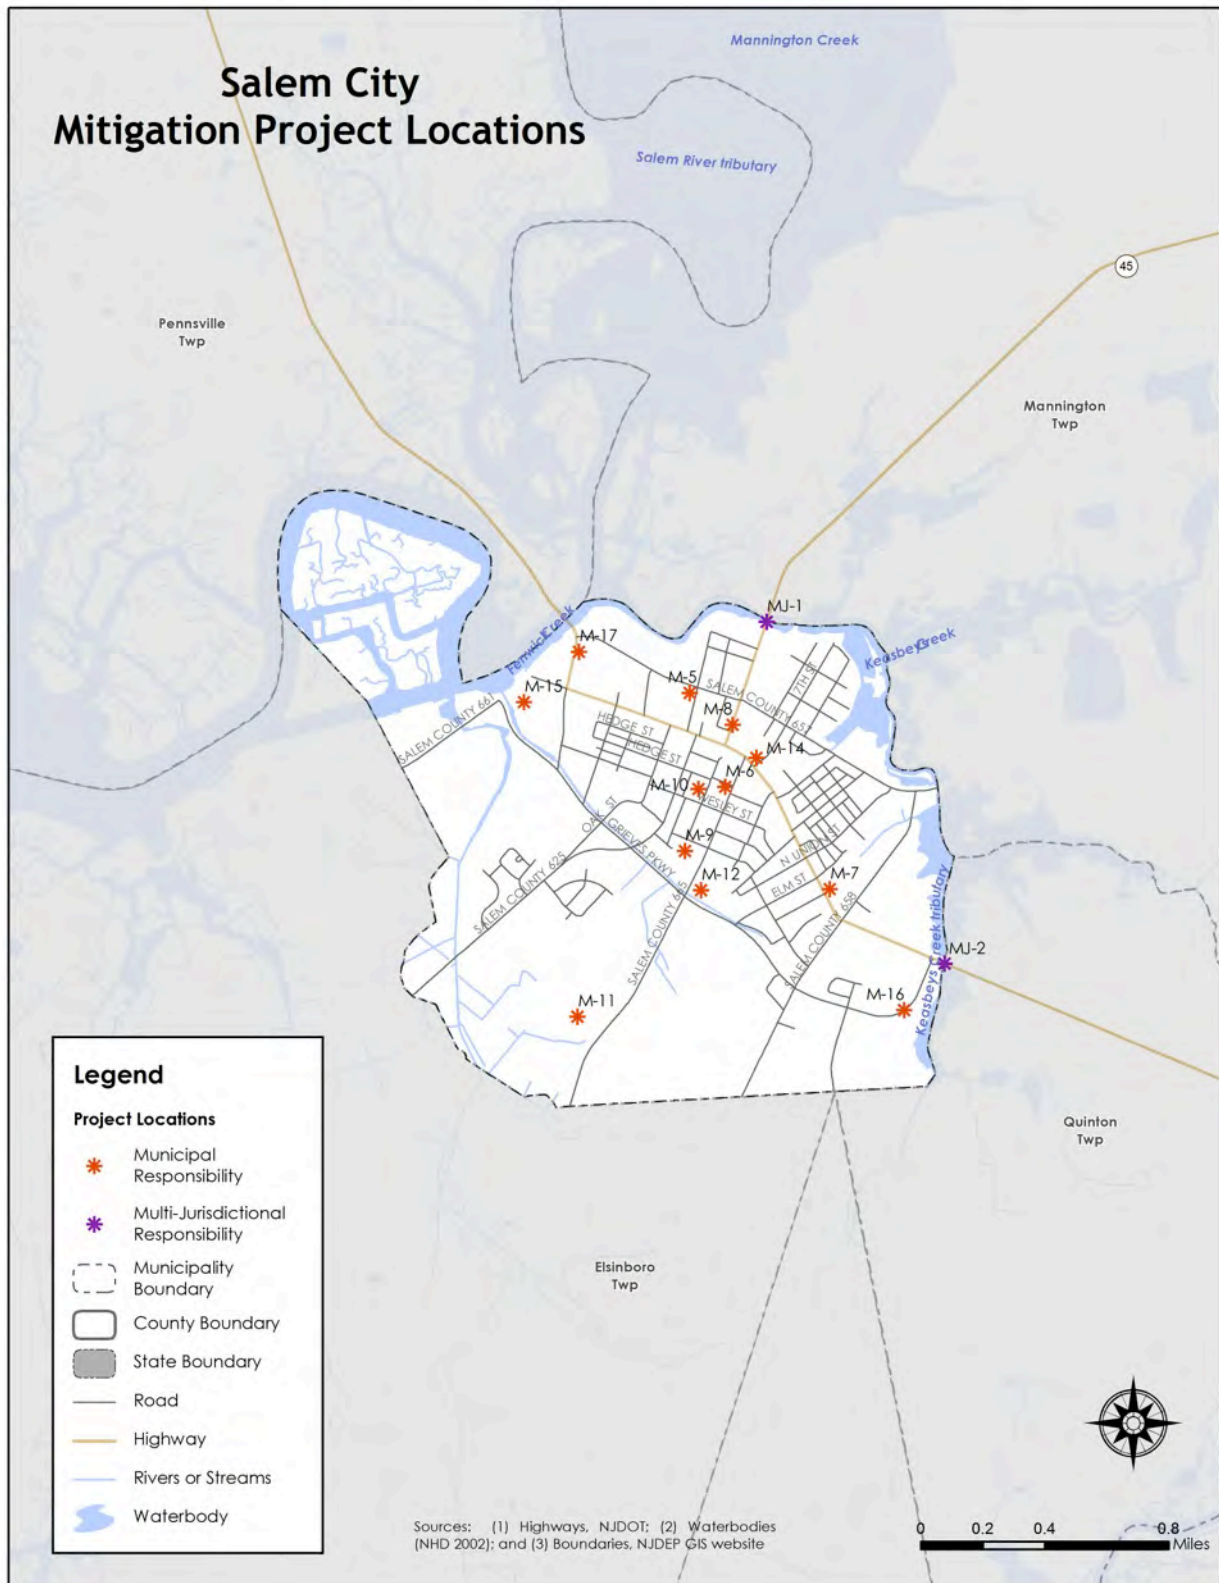 Salem City
Mitigation Project Locations
Mannington Creek
Salem River tributary
45
Pennsville
Twp
Mannington
Twp
MJ-1
Fenwick Creek
M-17
Keasbeys Creek
M-5
7TH ST
M-15
SALEM COUNTY 657
M-8
SALEM COUNTY 661
HEDGE ST
HEDGE ST
M-14
M-6
M-10
WESLEY ST
OAK ST
GRIEVES PKWY
M-9
N UNION ST
SALEM COUNTY 625
M-12
ELM ST
M-7
SALEM COUNTY 665
SALEM COUNTY 658
Keasbeys Creek tributary
MJ-2
M-16
M-11
Quinton
Twp
Elsinboro
Twp
Legend
Project Locations
Municipal
Responsibility
Multi-Jurisdictional
Responsibility
Municipality
Boundary
County Boundary
State Boundary
Road
Highway
Rivers or Streams
Waterbody
Sources: (1) Highways, NJDOT; (2) Waterbodies
(NHD 2002); and (3) Boundaries, NJDEP GIS website
0 0.2 0.4 0.8
Miles